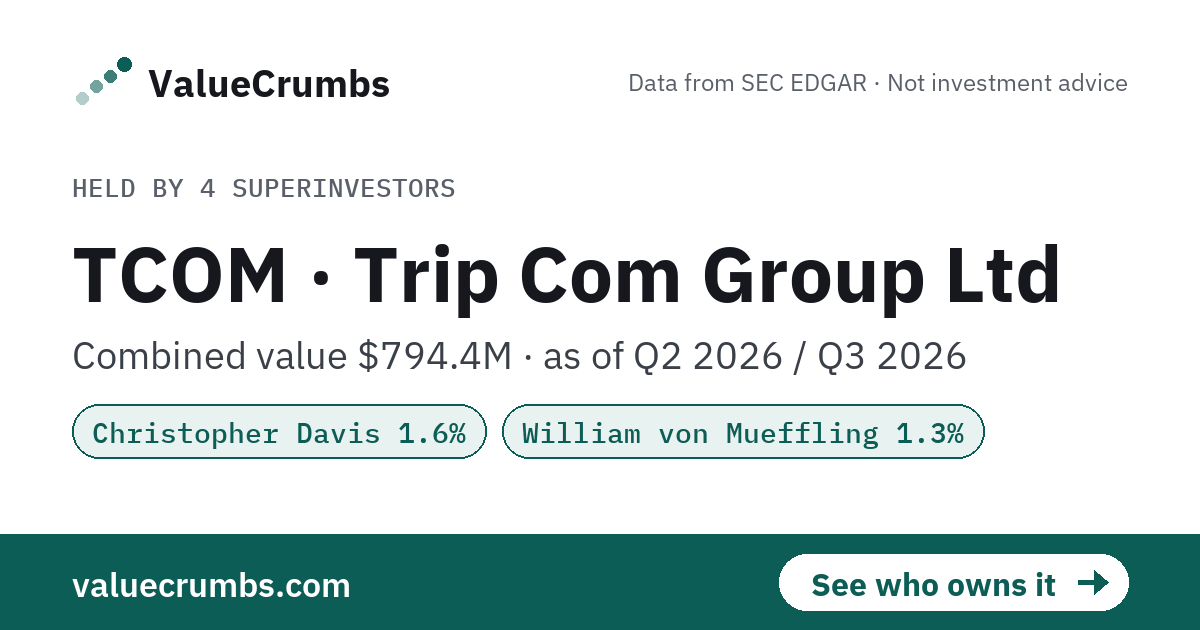 ValueCrumbs
Data from SEC EDGAR · Not investment advice
HELD BY 4 SUPERINVESTORS
TCOM · Trip Com Group Ltd
Combined value $794.4M · as of Q2 2026 / Q3 2026
Christopher Davis 1.6%
William von Mueffling 1.3%
valuecrumbs.com
See who owns it →